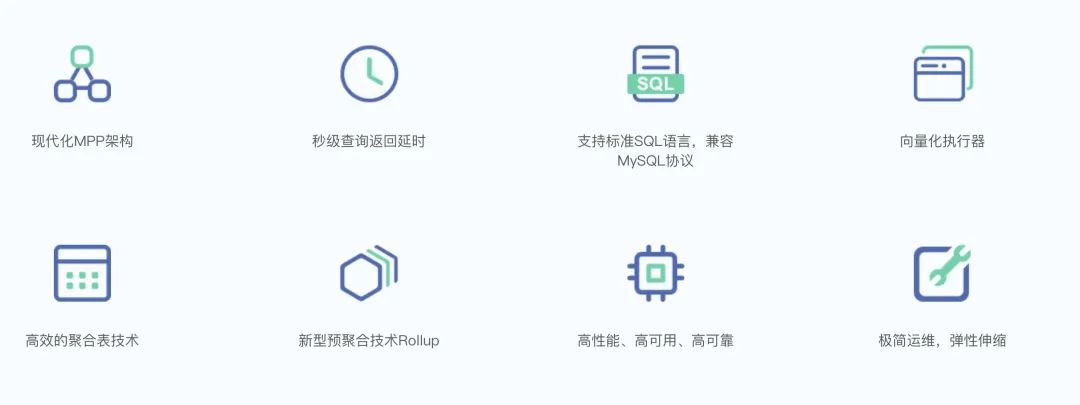 SQL
现代化MPP架构
秒级查询返回延时
支持标准SQL语言，兼容
MySQL协议
向量化执行器
高效的聚合表技术
新型预聚合技术Rollup
高性能、高可用、高可靠
极简运维，弹性伸缩